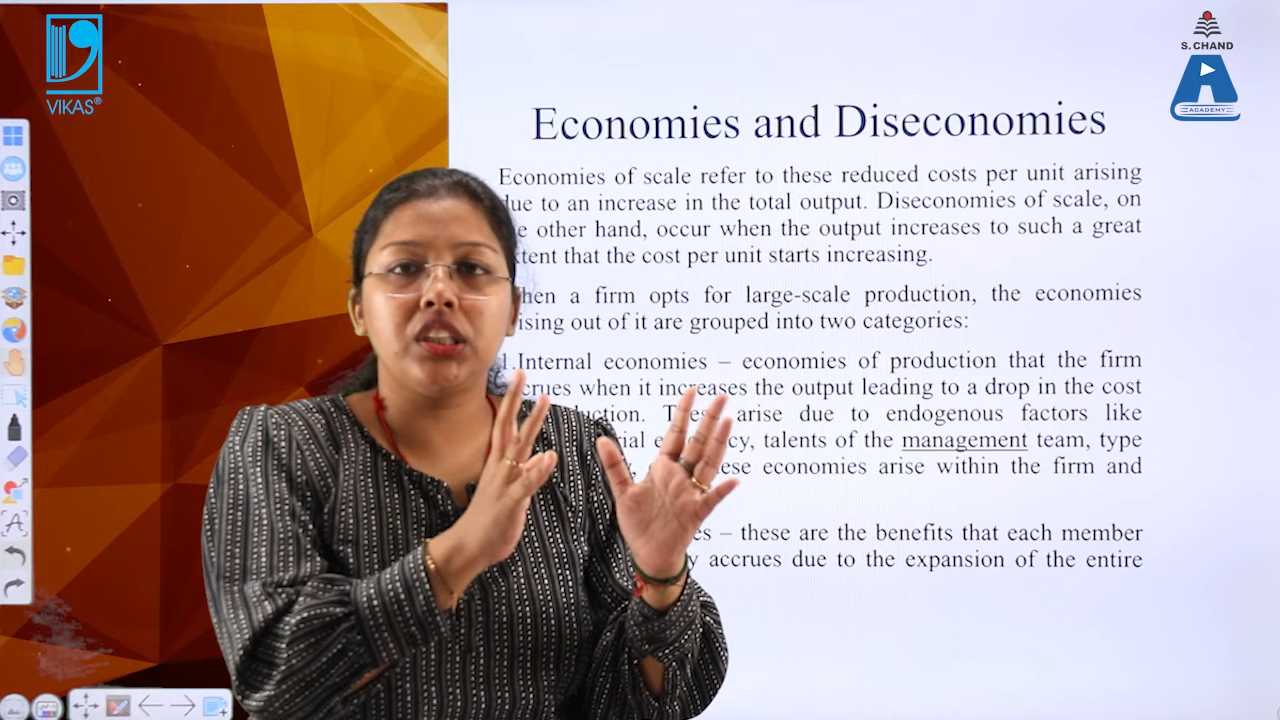 VIKAS®
S. CHAND
ACADEMY
Economies and Diseconomies
Economies of scale refer to these reduced costs per unit arising
due to an increase in the total output. Diseconomies of scale, on
other hand, occur when the output increases to such a great
that the cost per unit starts increasing.
a firm opts for large-scale production, the economies
out of it are grouped into two categories:
1.Internal economies – economies of production that the firm
when it increases the output leading to a drop in the cost
arise due to endogenous factors like
talents of the management team, type
economies arise within the firm and
– these are the benefits that each member
accrues due to the expansion of the entire